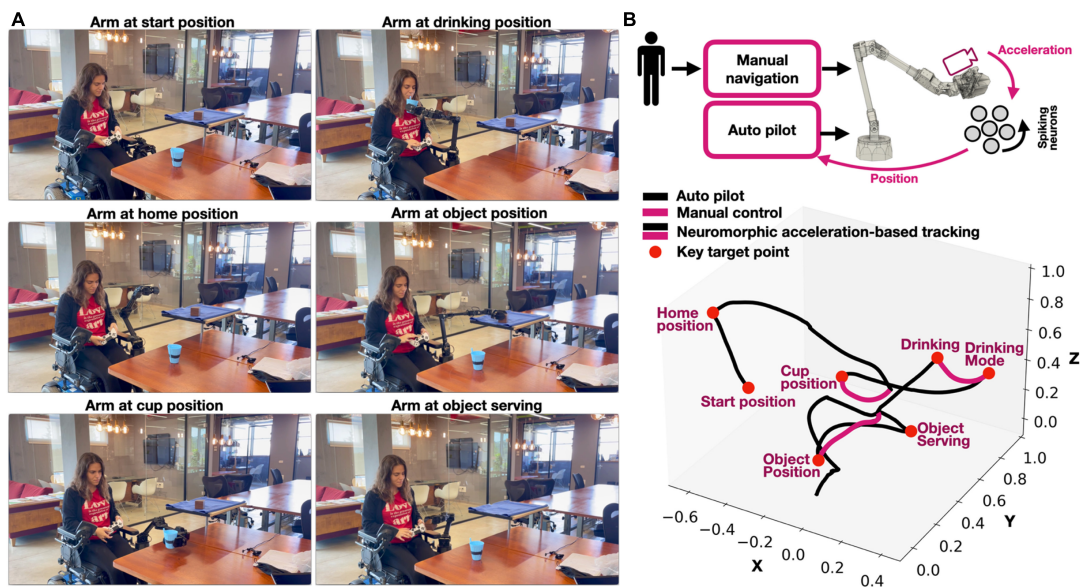 A
Arm at start position
Arm at drinking position
Arm at home position
Arm at object position
Arm at cup position
Arm at object serving
B
Manual
navigation
Auto pilot
Acceleration
Spiking
neurons
Position
Auto pilot
Manual control
Neuromorphic acceleration-based tracking
Key target point
Home
position
Start position
Cup
position
Drinking
Drinking
Mode
Object
Serving
Object
Position
1.0
0.8
0.6
0.4
0.2
0.0
Z
1.0
0.8
0.6
0.4
0.2
0.0
Y
−0.6
−0.4
−0.2
0.0
0.2
0.4
X